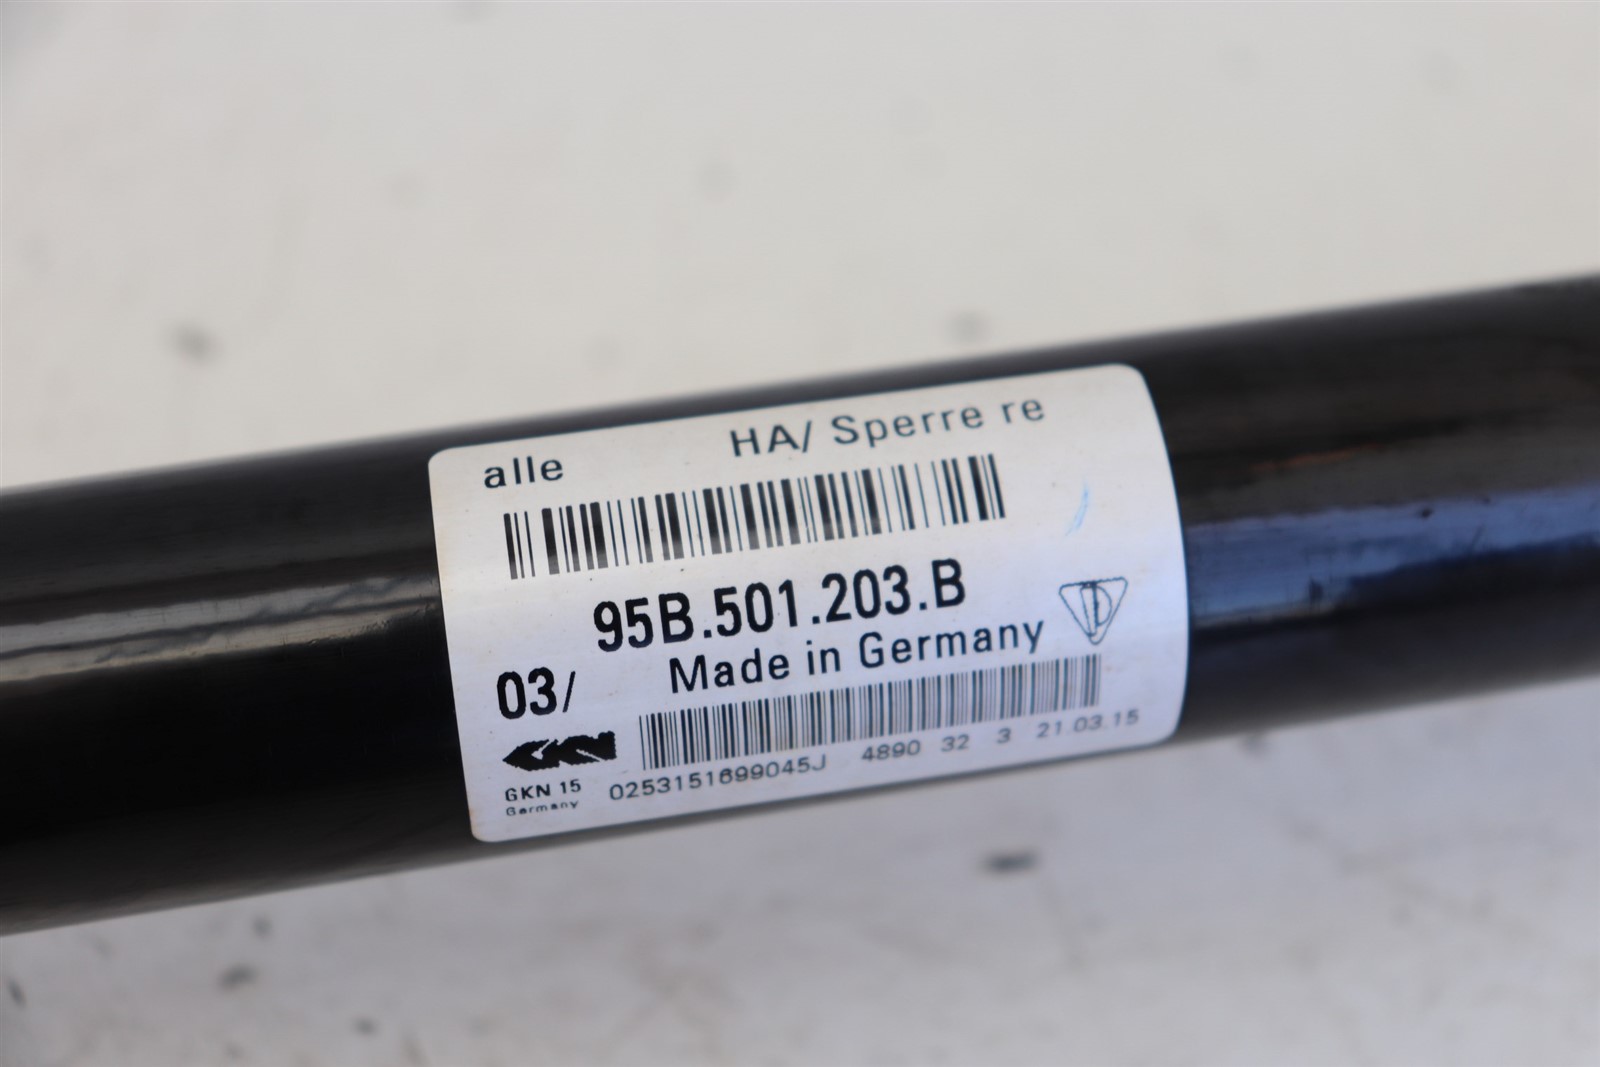 alle HA/ Sperre re
95B.501.203.B
03/ Made in Germany
GKN
GKN 15 0253151699045J 4890 32 3 21.03.15
Germany